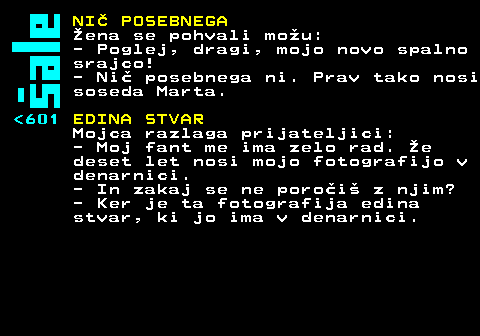 Šale
NIČ POSEBNEGA
Žena se pohvali možu:
- Poglej, dragi, mojo novo spalno
srajco!
- Nič posebnega ni. Prav tako nosi
soseda Marta.
<601 EDINA STVAR
Mojca razlaga prijateljici:
- Moj fant me ima zelo rad. Že
deset let nosi mojo fotografijo v
denarnici.
- In zakaj se ne poročiš z njim?
- Ker je ta fotografija edina
stvar, ki jo ima v denarnici.